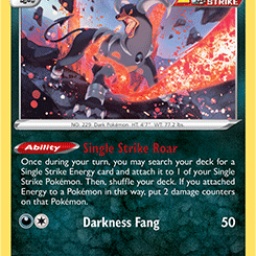 STRIKE
NO. 229 Dark Pokémon HT: 4'7" WT: 77.2 lbs.
Ability Single Strike Roar
Once during your turn, you may search your deck for a
Single Strike Energy card and attach it to 1 of your Single
Strike Pokémon. Then, shuffle your deck. If you attached
Energy to a Pokémon in this way, put 2 damage counters
on that Pokémon.
Darkness Fang 50